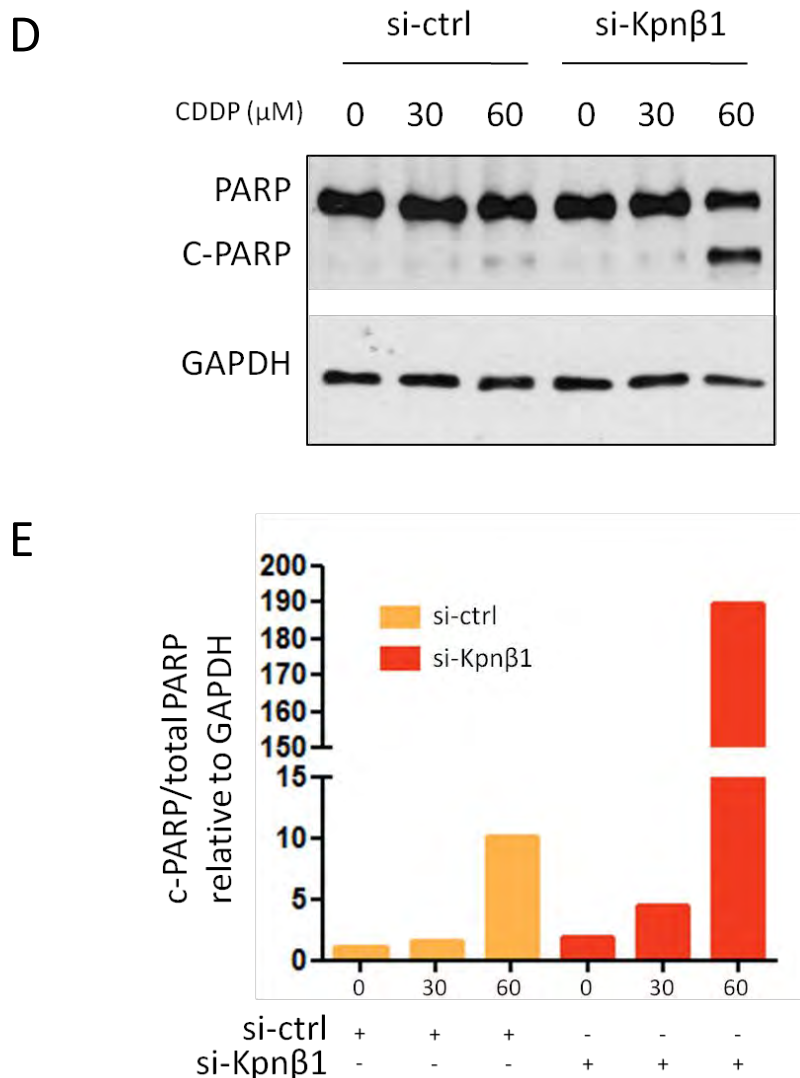 D
si-ctrl si-Kpnβ1
CDDP (μM) 0 30 60 0 30 60
PARP
C-PARP
GAPDH
E
c-PARP/total PARP
relative to GAPDH
200
190
180
170
160
150
15
10
5
0
si-ctrl
si-Kpnβ1
0 30 60 0 30 60
si-ctrl + + + - - -
si-Kpnβ1 - - - + + +